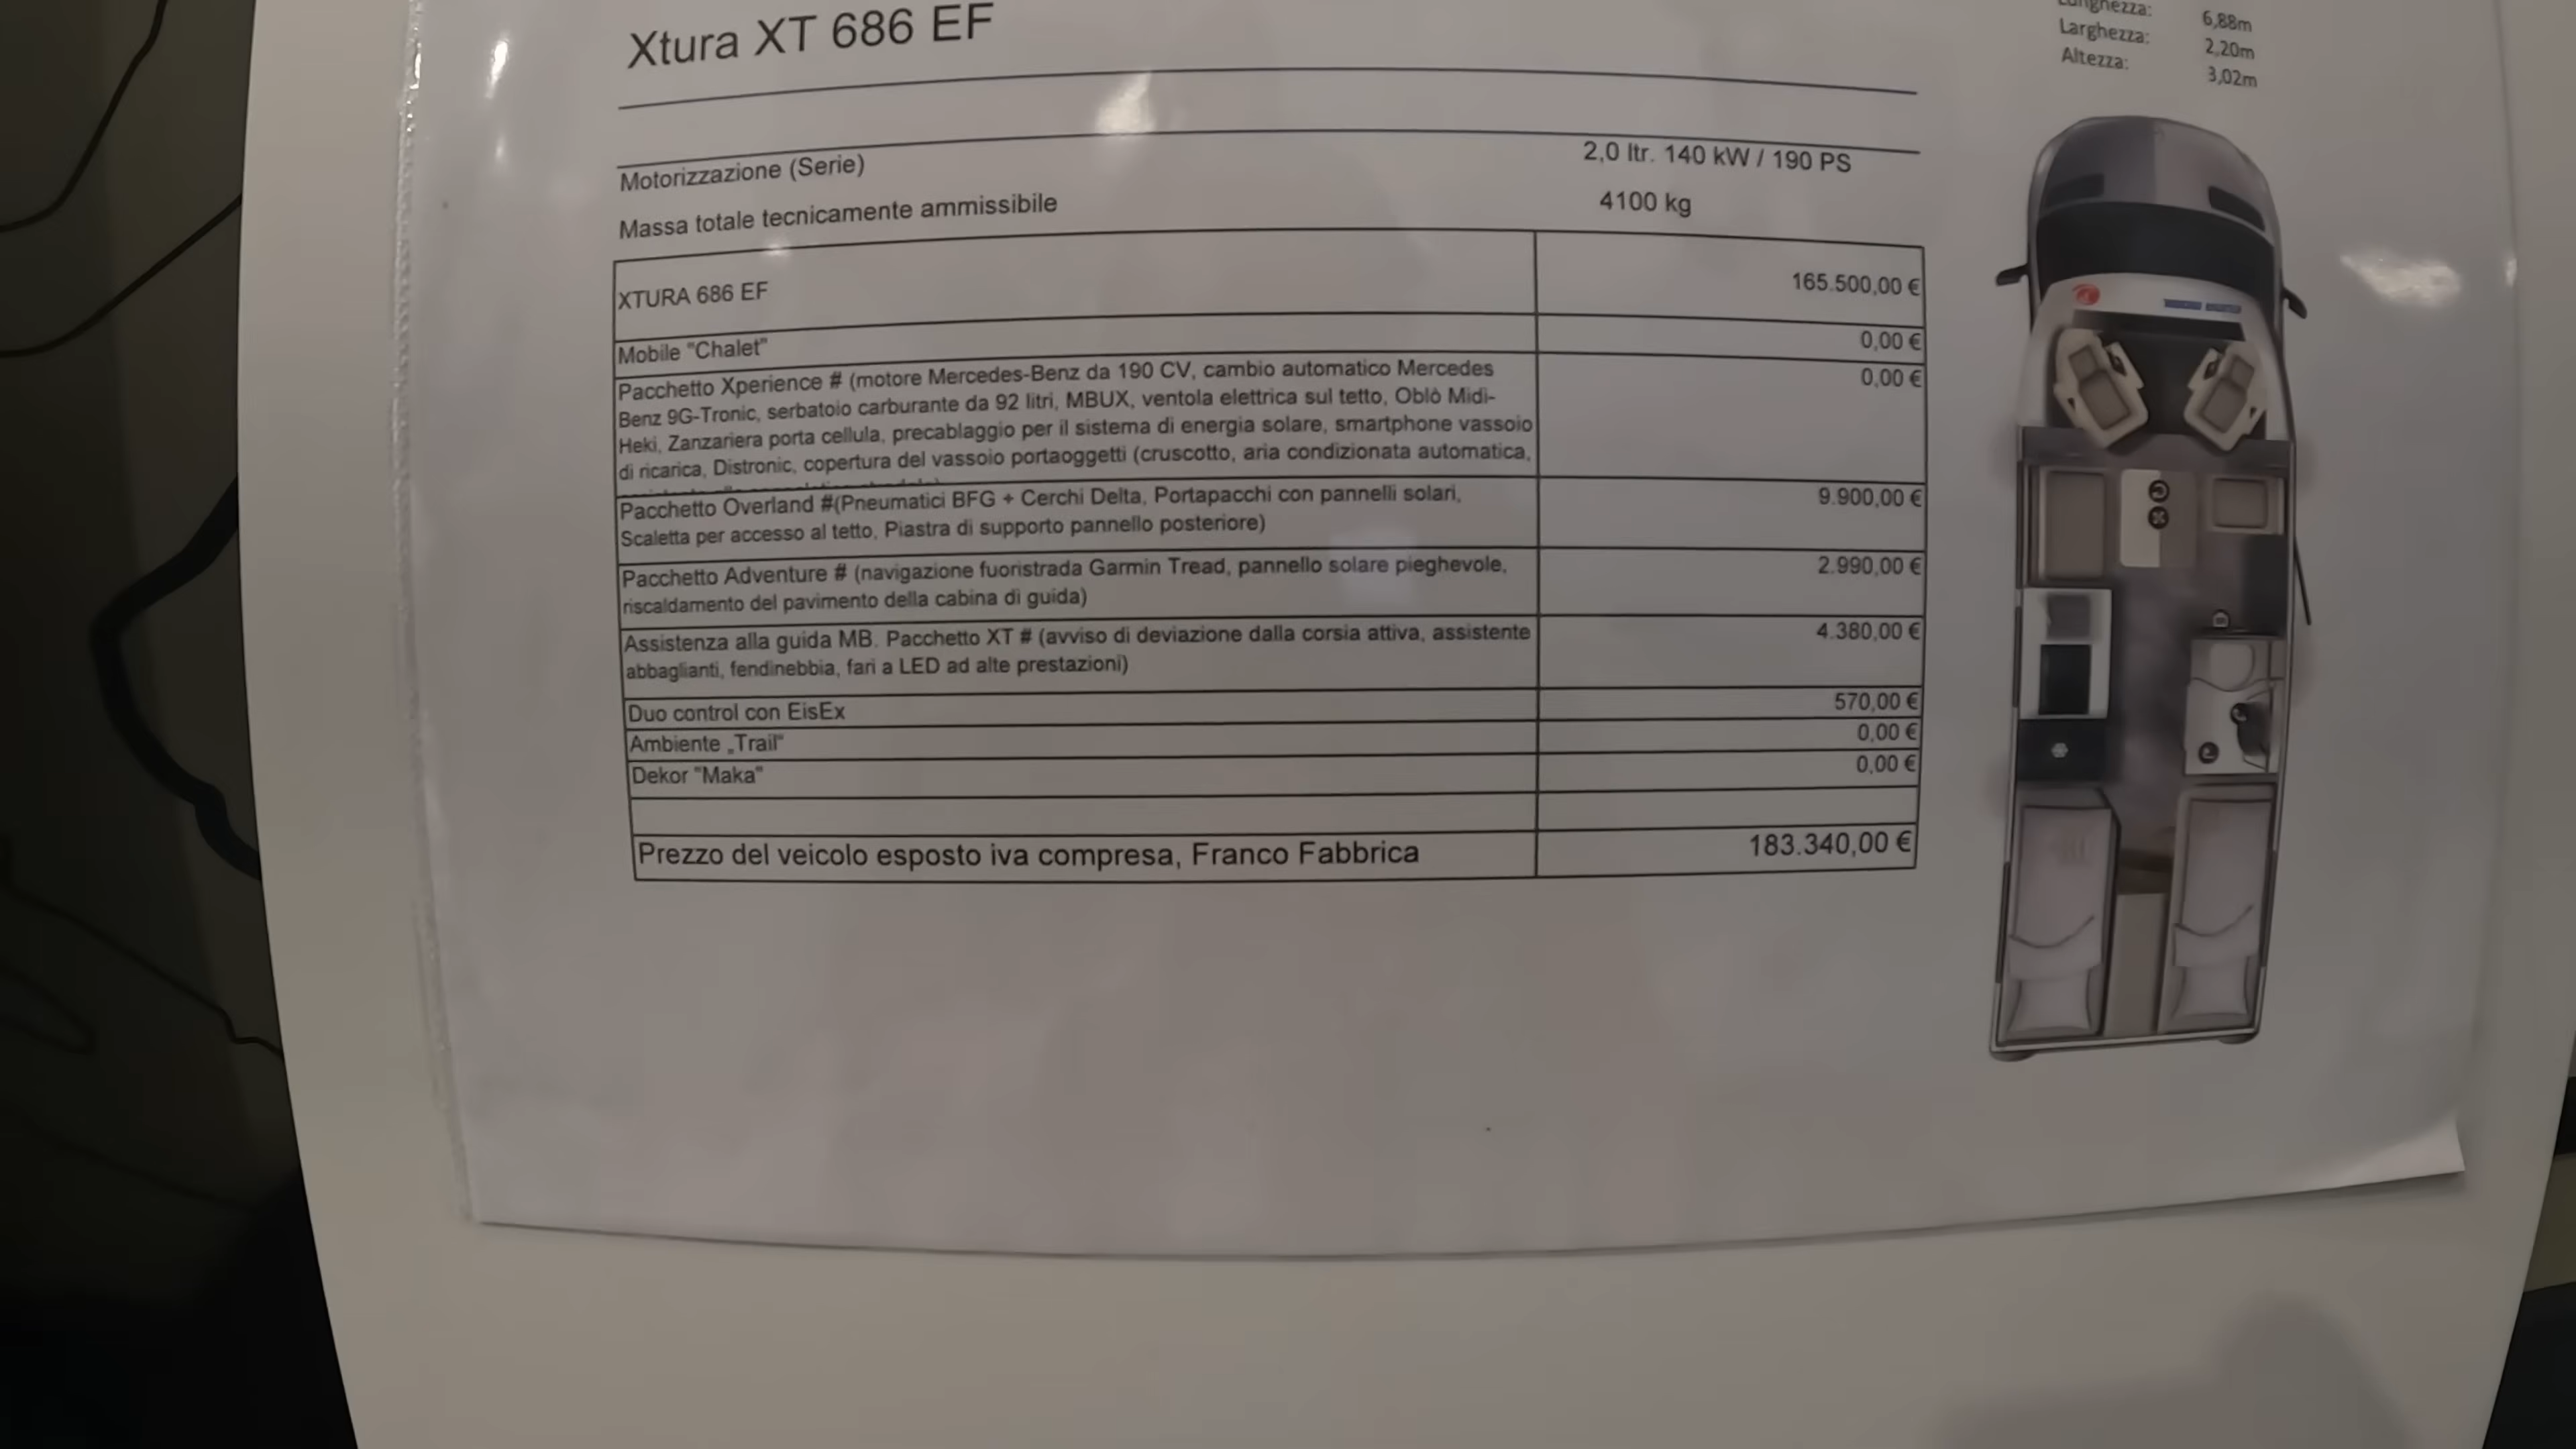 Xtura XT 686 EF
Lunghezza: 6,88m
Larghezza: 2,20m
Altezza: 3,02m
Motorizzazione (Serie) 2,0 ltr. 140 kW / 190 PS
Massa totale tecnicamente ammissibile 4100 kg
XTURA 686 EF 165.500,00 €
Mobile "Chalet" 0,00 €
Pacchetto Xperience # (motore Mercedes-Benz da 190 CV, cambio automatico Mercedes 0,00 €
Benz 9G-Tronic, serbatoio carburante da 92 litri, MBUX, ventola elettrica sul tetto, Oblò Midi-
Heki, Zanzariera porta cellula, precablaggio per il sistema di energia solare, smartphone vassoio
di ricarica, Distronic, copertura del vassoio portaoggetti (cruscotto, aria condizionata automatica,
Pacchetto Overland #(Pneumatici BFG + Cerchi Delta, Portapacchi con pannelli solari, 9.900,00 €
Scaletta per accesso al tetto, Piastra di supporto pannello posteriore)
Pacchetto Adventure # (navigazione fuoristrada Garmin Tread, pannello solare pieghevole, 2.990,00 €
riscaldamento del pavimento della cabina di guida)
Assistenza alla guida MB. Pacchetto XT # (avviso di deviazione dalla corsia attiva, assistente 4.380,00 €
abbaglianti, fendinebbia, fari a LED ad alte prestazioni)
Duo control con EisEx 570,00 €
Ambiente „Trail" 0,00 €
Dekor "Maka" 0,00 €
Prezzo del veicolo esposto iva compresa, Franco Fabbrica 183.340,00 €